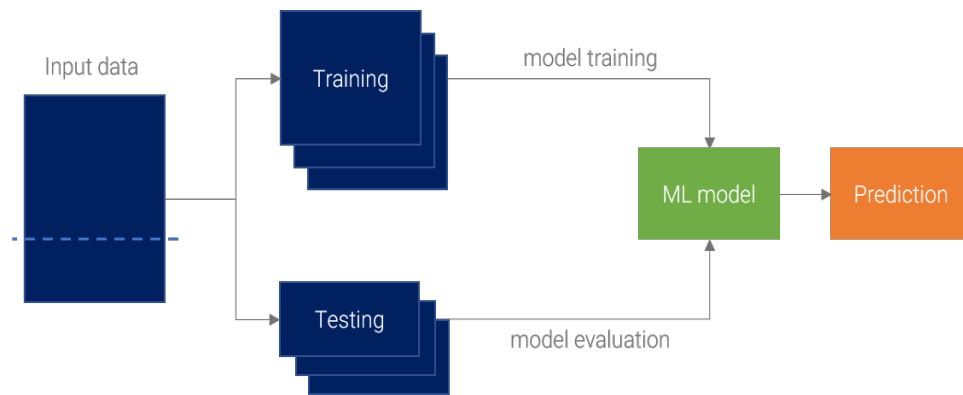 Input data
Training
model training
ML model
Prediction
Testing
model evaluation